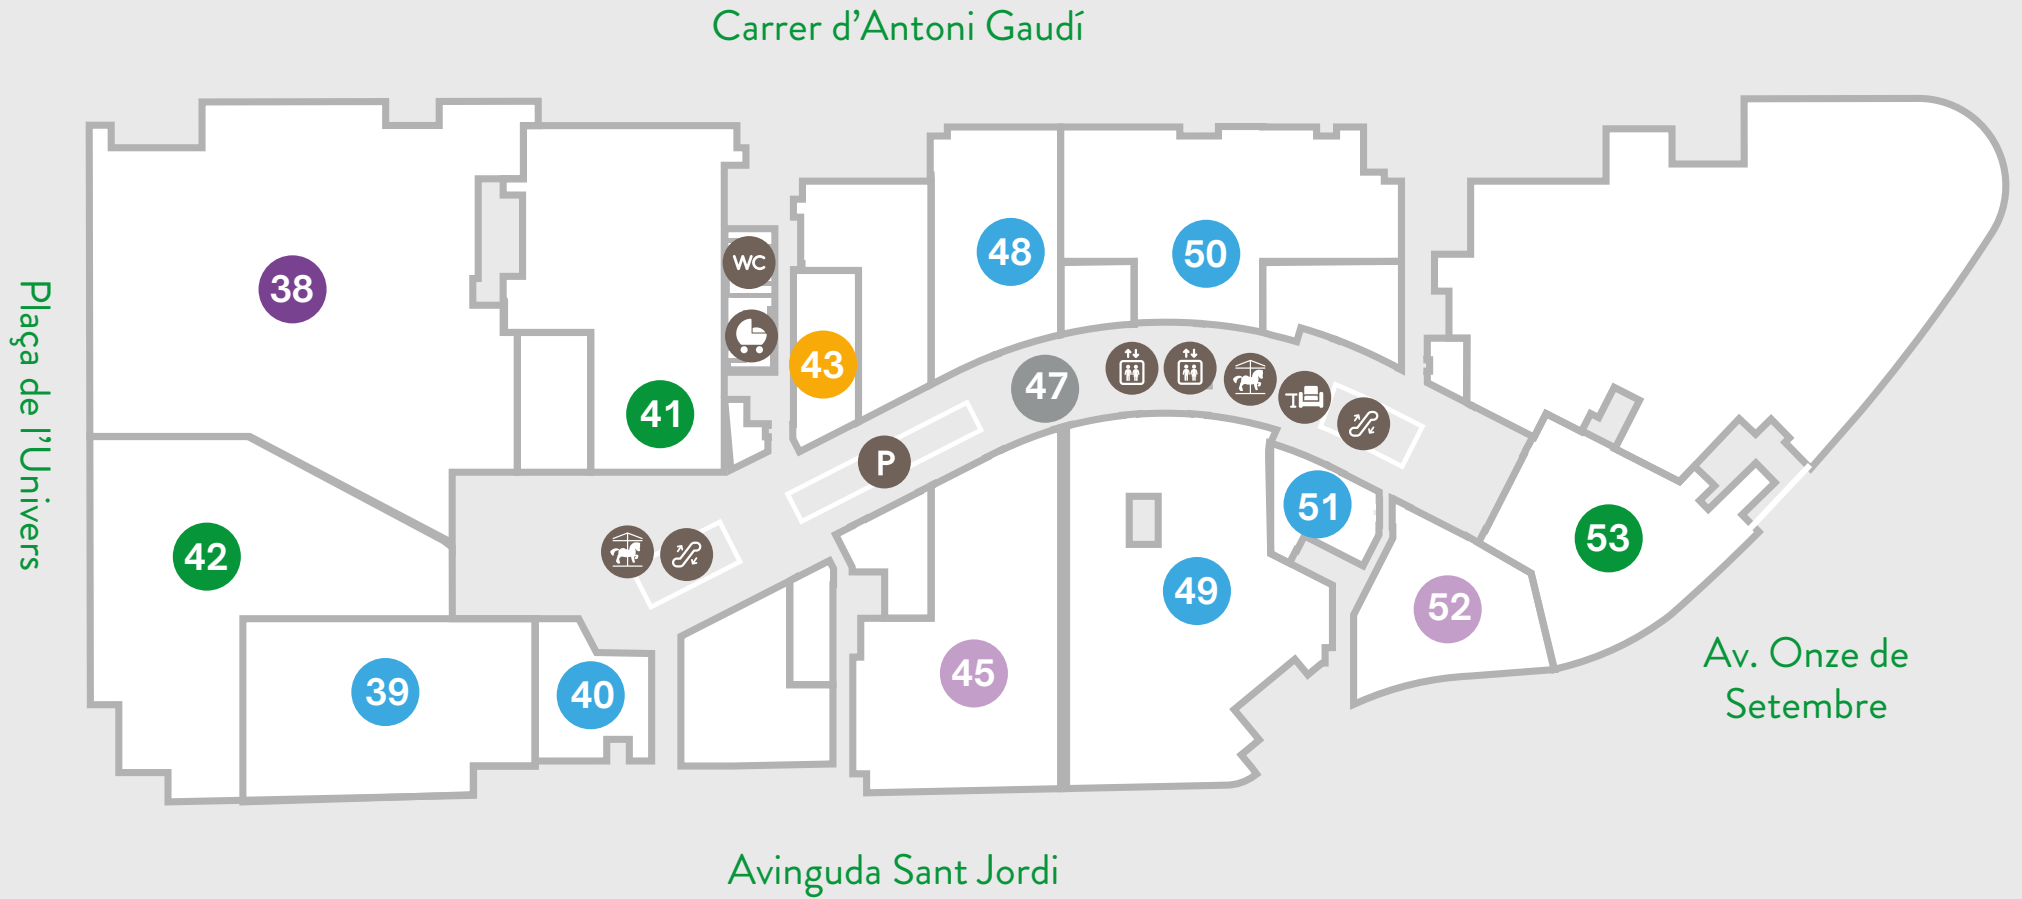 Carrer d’Antoni Gaudí
Plaça de l’Univers
38
41
WC
43
48
50
47
P
42
39
40
45
49
51
52
53
Av. Onze de
Setembre
Avinguda Sant Jordi